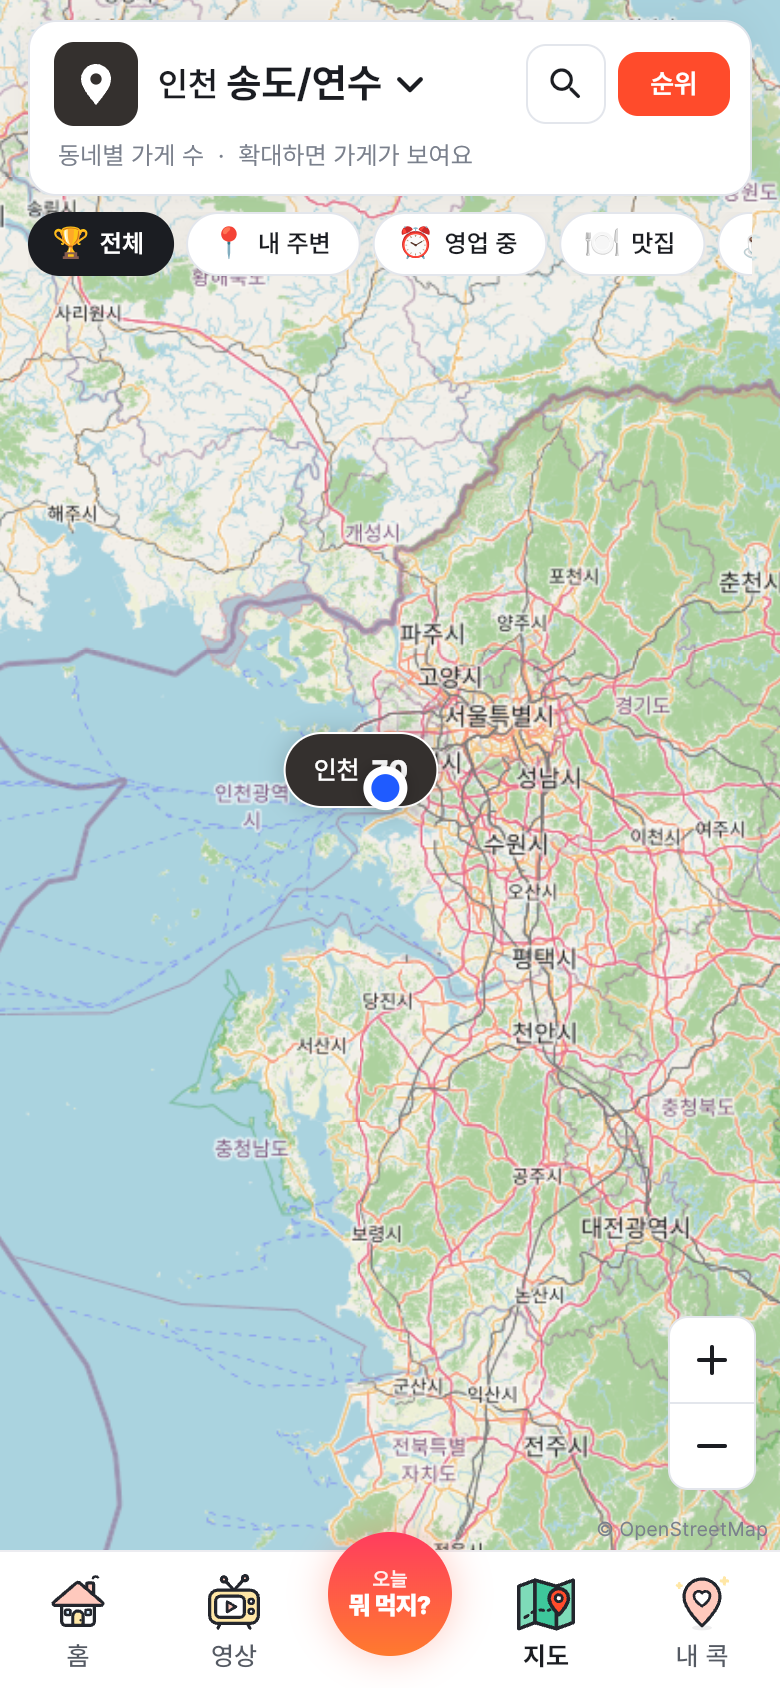 인천 송도/연수
순위
동네별 가게 수 · 확대하면 가게가 보여요
송림시
전체
내 주변
영업 중
맛집
황해북도
사리원시
해주시
개성시
포천시
춘천시
파주시
양주시
고양시
서울특별시
경기도
인천
성남시
인천광역
시
수원시
이천시
여주시
오산시
평택시
당진시
천안시
서산시
충청북도
충청남도
공주시
보령시
대전광역시
논산시
군산시
익산시
전북특별
자치도
전주시
© OpenStreetMap
오늘
뭐 먹지?
홈
영상
지도
내 콕